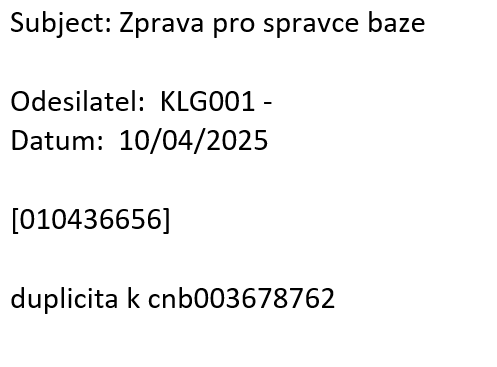 Subject: Zprava pro spravce baze
Odesilatel:  KLG001 -
Datum:  10/04/2025
[010436656]
duplicita k cnb003678762